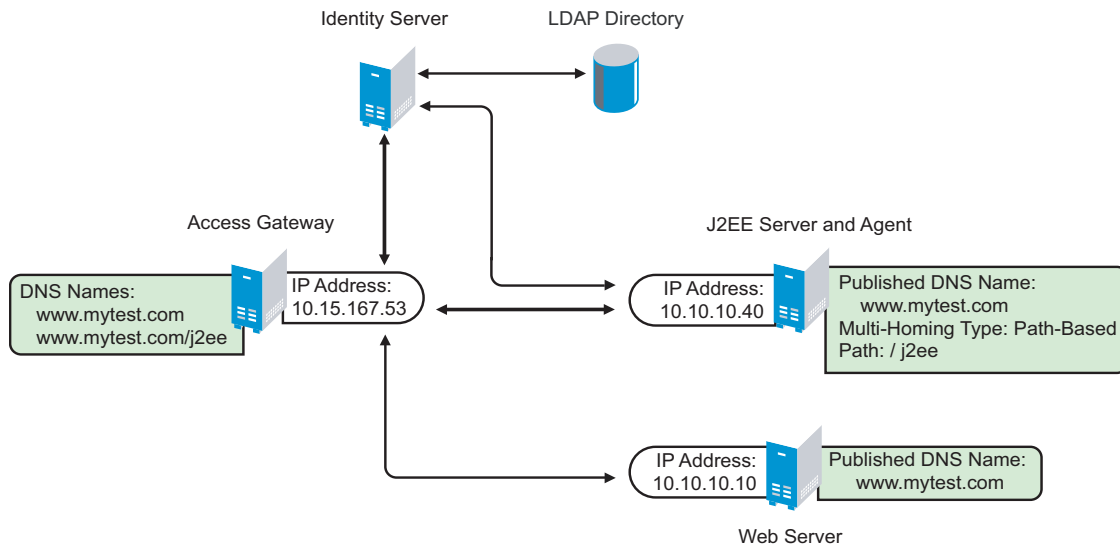 Identity Server
LDAP Directory
Access Gateway
J2EE Server and Agent
DNS Names:
www.mytest.com
www.mytest.com/j2ee
IP Address:
10.15.167.53
IP Address:
10.10.10.40
Published DNS Name:
www.mytest.com
Multi-Homing Type: Path-Based
Path: / j2ee
IP Address:
10.10.10.10
Published DNS Name:
www.mytest.com
Web Server